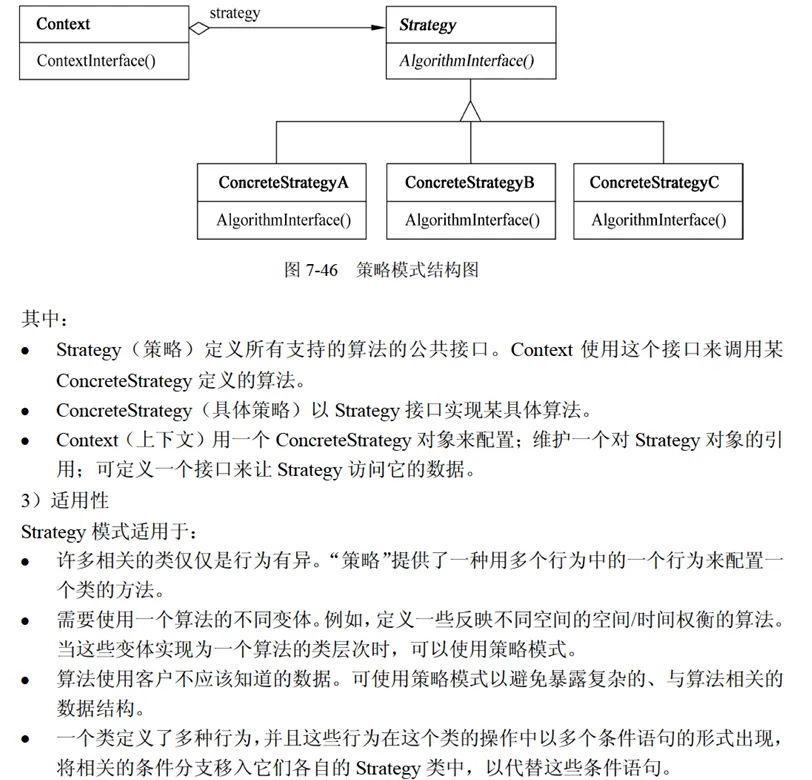 Context
strategy
Strategy
ContextInterface()
AlgorithmInterface()
ConcreteStrategyA
ConcreteStrategyB
ConcreteStrategyC
AlgorithmInterface()
AlgorithmInterface()
AlgorithmInterface()
图 7-46 策略模式结构图
其中：
● Strategy（策略）定义所有支持的算法的公共接口。Context 使用这个接口来调用某
ConcreteStrategy 定义的算法。
● ConcreteStrategy（具体策略）以 Strategy 接口实现某具体算法。
● Context（上下文）用一个 ConcreteStrategy 对象来配置；维护一个对 Strategy 对象的引
用；可定义一个接口来让 Strategy 访问它的数据。
3）适用性
Strategy 模式适用于：
● 许多相关的类仅仅是行为有异。“策略”提供了一种用多个行为中的一个行为来配置一
个类的方法。
● 需要使用一个算法的不同变体。例如，定义一些反映不同空间的空间/时间权衡的算法。
当这些变体实现为一个算法的类层次时，可以使用策略模式。
● 算法使用客户不应该知道的数据。可使用策略模式以避免暴露复杂的、与算法相关的
数据结构。
● 一个类定义了多种行为，并且这些行为在这个类的操作中以多个条件语句的形式出现，
将相关的条件分支移入它们各自的 Strategy 类中，以代替这些条件语句。